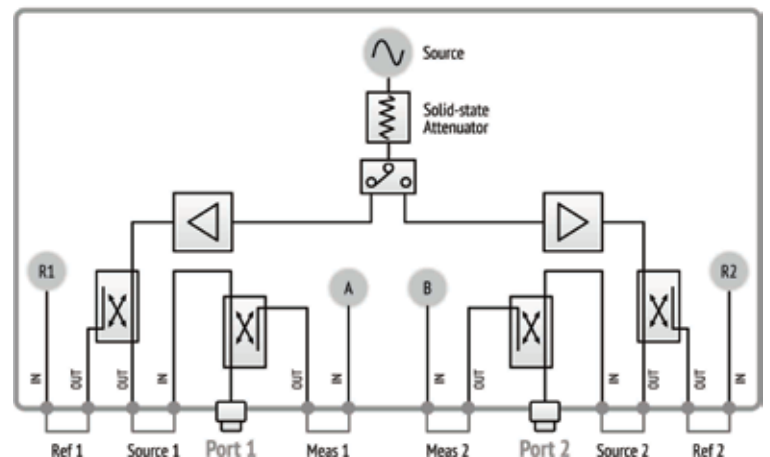 Source
Solid-state
Attenuator
R1
A
B
R2
IN
OUT
OUT
IN
OUT
IN
IN
OUT
IN
OUT
OUT
IN
Ref 1
Source 1
Port 1
Meas 1
Meas 2
Port 2
Source 2
Ref 2